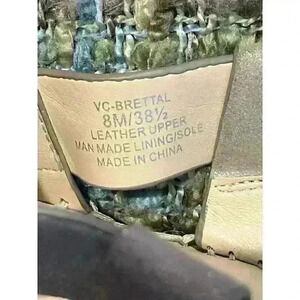 VC-BRETTAL
8M/38½
LEATHER UPPER
MAN MADE LINING/SOLE
MADE IN CHINA